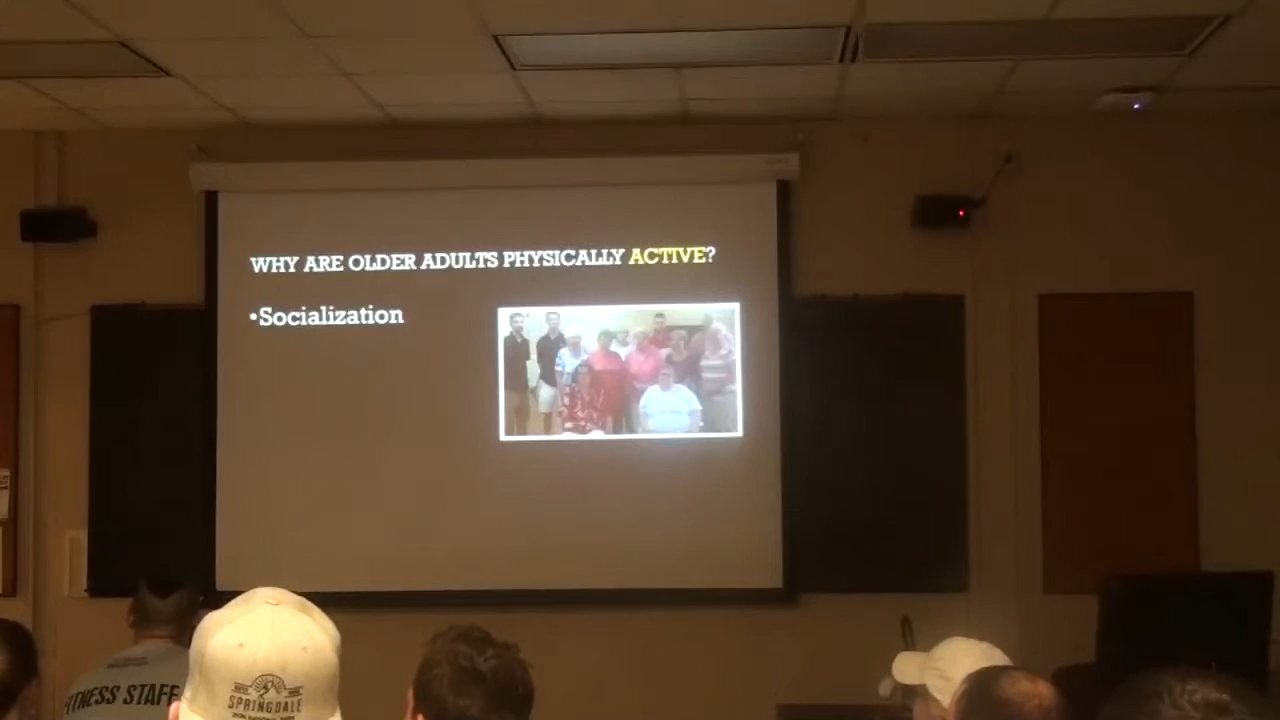 WHY ARE OLDER ADULTS PHYSICALLY ACTIVE?
•Socialization
FITNESS STAFF
SPRINGDALE